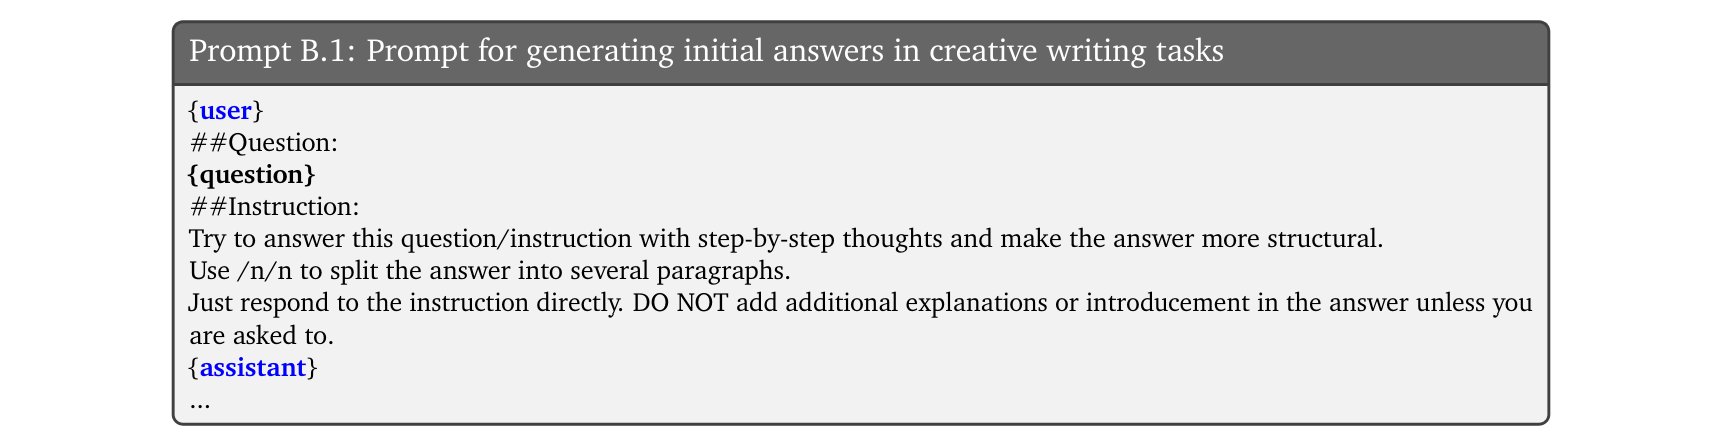 Prompt B.1: Prompt for generating initial answers in creative writing tasks
{user}
##Question:
{question}
##Instruction:
Try to answer this question/instruction with step-by-step thoughts and make the answer more structural.
Use /n/n to split the answer into several paragraphs.
Just respond to the instruction directly. DO NOT add additional explanations or introducement in the answer unless you
are asked to.
{assistant}
...